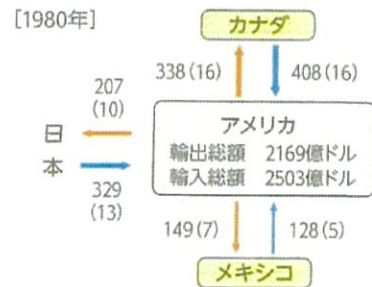 [1980年]
カナダ
338(16)
408(16)
207
(10)
日
本
アメリカ
輸出総額 2169億ドル
輸入総額 2503億ドル
329
(13)
149(7)
128(5)
メキシコ